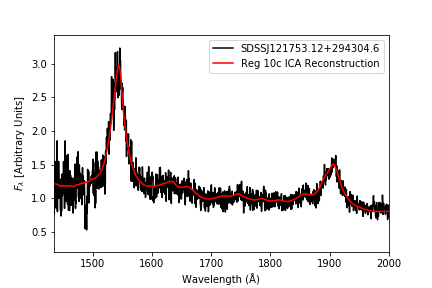 SDSSJ121753.12+294304.6
Reg 10c ICA Reconstruction
3.0
2.5
2.0
1.5
1.0
0.5
F_λ [Arbitrary Units]
1500 1600 1700 1800 1900 2000
Wavelength (Å)